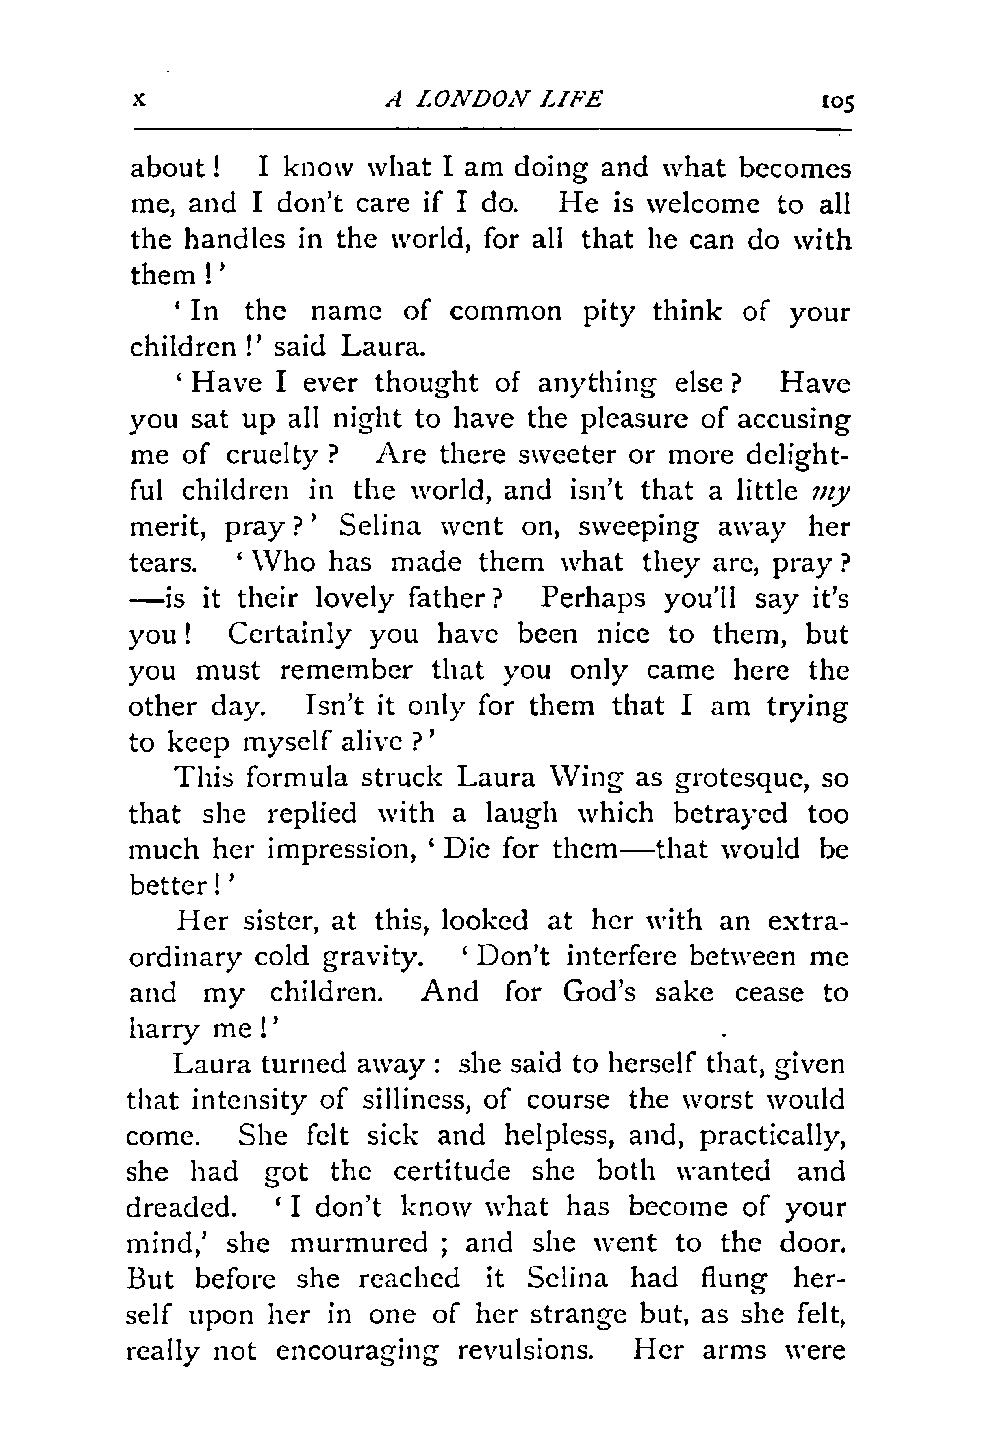 x A LONDON LIFE 105
about! I know what I am doing and what becomes
me, and I don't care if I do. He is welcome to all
the handles in the world, for all that he can do with
them!'
'In the name of common pity think of your
children!' said Laura.
'Have I ever thought of anything else? Have
you sat up all night to have the pleasure of accusing
me of cruelty? Are there sweeter or more delight-
ful children in the world, and isn't that a little my
merit, pray?' Selina went on, sweeping away her
tears. 'Who has made them what they are, pray?
—is it their lovely father? Perhaps you'll say it's
you! Certainly you have been nice to them, but
you must remember that you only came here the
other day. Isn't it only for them that I am trying
to keep myself alive?'
This formula struck Laura Wing as grotesque, so
that she replied with a laugh which betrayed too
much her impression, 'Die for them—that would be
better!'
Her sister, at this, looked at her with an extra-
ordinary cold gravity. 'Don't interfere between me
and my children. And for God's sake cease to
harry me!'
Laura turned away: she said to herself that, given
that intensity of silliness, of course the worst would
come. She felt sick and helpless, and, practically,
she had got the certitude she both wanted and
dreaded. 'I don't know what has become of your
mind,' she murmured; and she went to the door.
But before she reached it Selina had flung her-
self upon her in one of her strange but, as she felt,
really not encouraging revulsions. Her arms were